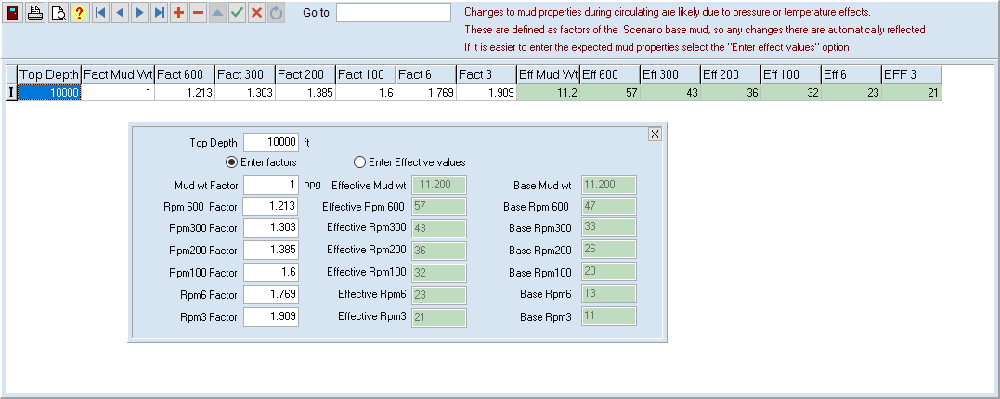 Go to
Changes to mud properties during circulating are likely due to pressure or temperature effects.
These are defined as factors of the Scenario base mud, so any changes there are automatically reflected
If it is easier to enter the expected mud properties select the "Enter effect values" option
Top Depth Fact Mud Wt Fact 600 Fact 300 Fact 200 Fact 100 Fact 6 Fact 3 Eff Mud Wt Eff 600 Eff 300 Eff 200 Eff 100 Eff 6 EFF 3
10000 1 1.213 1.303 1.385 1.6 1.769 1.909 11.2 57 43 36 32 23 21
X
Top Depth 10000 ft
Enter factors Enter Effective values
Mud wt Factor 1 ppg Effective Mud wt 11.200 Base Mud wt 11.200
Rpm 600 Factor 1.213 Effective Rpm 600 57 Base Rpm 600 47
Rpm300 Factor 1.303 Effective Rpm300 43 Base Rpm300 33
Rpm200 Factor 1.385 Effective Rpm200 36 Base Rpm200 26
Rpm100 Factor 1.6 Effective Rpm100 32 Base Rpm100 20
Rpm6 Factor 1.769 Effective Rpm6 23 Base Rpm6 13
Rpm3 Factor 1.909 Effective Rpm3 21 Base Rpm3 11